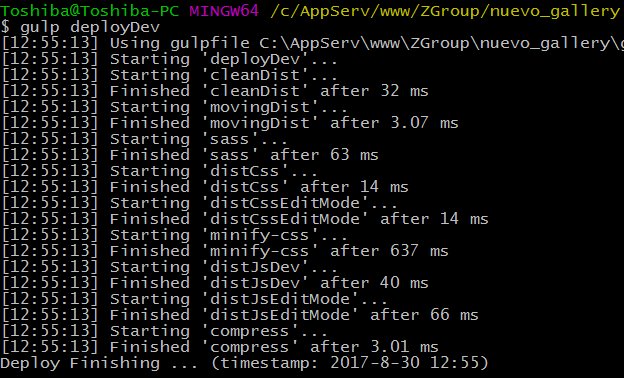 Toshiba@Toshiba-PC MINGW64 /c/AppServ/www/ZGroup/nuevo_gallery
$ gulp deployDev
[12:55:13] Using gulpfile C:\AppServ\www\ZGroup\nuevo_gallery\g
[12:55:13] Starting 'deployDev'...
[12:55:13] Starting 'cleanDist'...
[12:55:13] Finished 'cleanDist' after 32 ms
[12:55:13] Starting 'movingDist'...
[12:55:13] Finished 'movingDist' after 3.07 ms
[12:55:13] Starting 'sass'...
[12:55:13] Finished 'sass' after 63 ms
[12:55:13] Starting 'distCss'...
[12:55:13] Finished 'distCss' after 14 ms
[12:55:13] Starting 'distCssEditMode'...
[12:55:13] Finished 'distCssEditMode' after 14 ms
[12:55:13] Starting 'minify-css'...
[12:55:13] Finished 'minify-css' after 637 ms
[12:55:13] Starting 'distJsDev'...
[12:55:13] Finished 'distJsDev' after 40 ms
[12:55:13] Starting 'distJsEditMode'...
[12:55:13] Finished 'distJsEditMode' after 66 ms
[12:55:13] Starting 'compress'...
[12:55:13] Finished 'compress' after 3.01 ms
Deploy Finishing ... (timestamp: 2017-8-30 12:55)